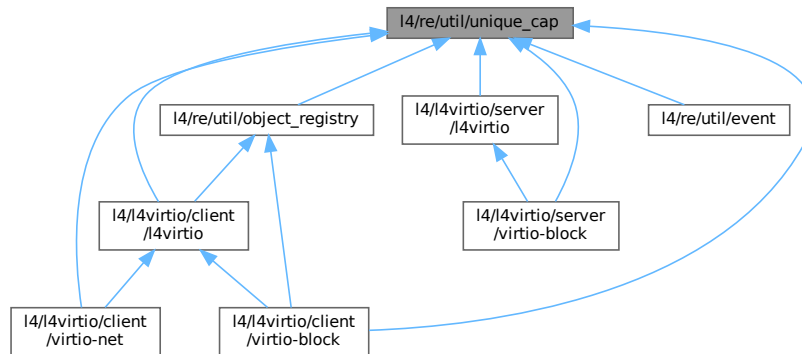 l4/re/util/unique_cap
l4/re/util/object_registry
l4/l4virtio/server
/l4virtio
l4/re/util/event
l4/l4virtio/client
/l4virtio
l4/l4virtio/server
/virtio-block
l4/l4virtio/client
/virtio-net
l4/l4virtio/client
/virtio-block